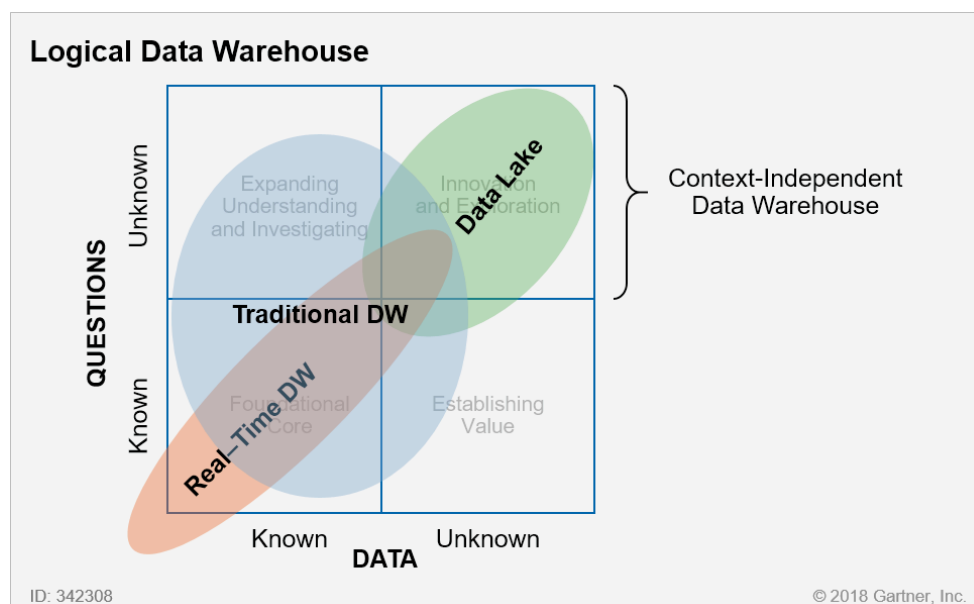 Logical Data Warehouse
Unknown
Known
QUESTIONS
Expanding
Understanding
and Investigating
Innovation
and Exploration
Data Lake
Context-Independent
Data Warehouse
Traditional DW
Real–Time DW
Foundational
Core
Establishing
Value
Known
Unknown
DATA
ID: 342308
© 2018 Gartner, Inc.